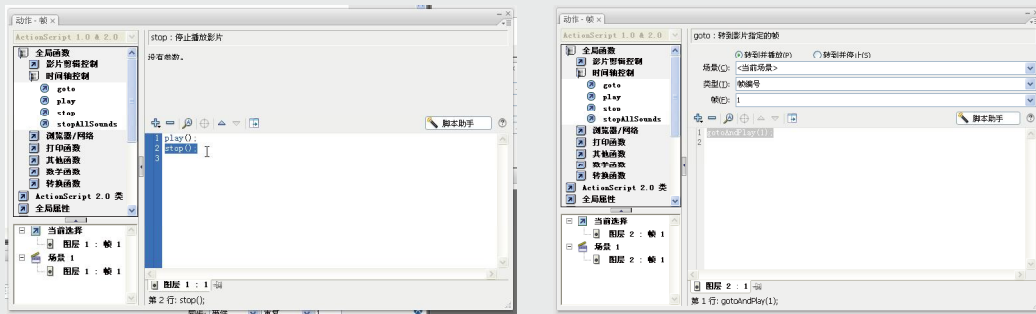 动作 - 帧 ×
ActionScript 1.0 & 2.0
全局函数
影片剪辑控制
时间轴控制
goto
play
stop
stopAllSounds
浏览器/网络
打印函数
其他函数
数学函数
转换函数
ActionScript 2.0 类
全局属性
当前选择
图层 1 : 帧 1
场景 1
图层 1 : 帧 1
stop : 停止播放影片
没有参数。
脚本助手
1 play();
2 stop();
3
图层 1 : 1
第 2 行: stop();
动作 - 帧 ×
ActionScript 1.0 & 2.0
全局函数
影片剪辑控制
时间轴控制
goto
play
stop
stopAllSounds
浏览器/网络
打印函数
其他函数
数学函数
转换函数
ActionScript 2.0 类
全局属性
当前选择
图层 2 : 帧 1
场景 1
图层 2 : 帧 1
goto : 转到影片指定的帧
转到并播放(P) 转到并停止(S)
场景(C): <当前场景>
类型(T): 帧编号
帧(F): 1
脚本助手
1 gotoAndPlay(1);
2
图层 2 : 1
第 1 行: gotoAndPlay(1);